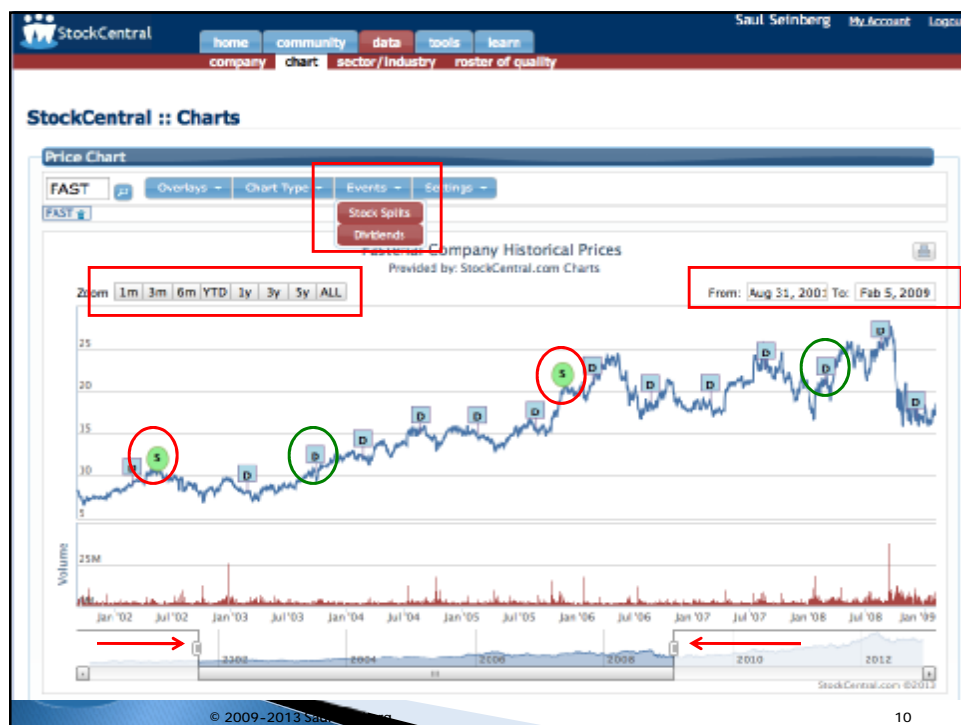 StockCentral
Saul Seinberg My Account
home community data tools learn
company chart sector/industry roster of quality
StockCentral :: Charts
Price Chart
FAST Overlays Chart Type Events Settings
FAST
Stock Splits
Dividends
Company Historical Prices
Provided by: StockCentral.com Charts
Zoom 1m 3m 6m YTD 1y 3y 5y ALL From: Aug 31, 200 To: Feb 5, 2009
25
20
15
10
5
S
D
D
D
D
D
D
S
D
D
D
D
D
D
D
Volume
25M
Jan '02 Jul '02 Jan '03 Jul '03 Jan '04 Jul '04 Jan '05 Jul '05 Jan '06 Jul '06 Jan '07 Jul '07 Jan '08 Jul '08 Jan '09
2002 2004 2006 2008 2010 2012
StockCentral.com ©2013
© 2009-2013 Saul
10